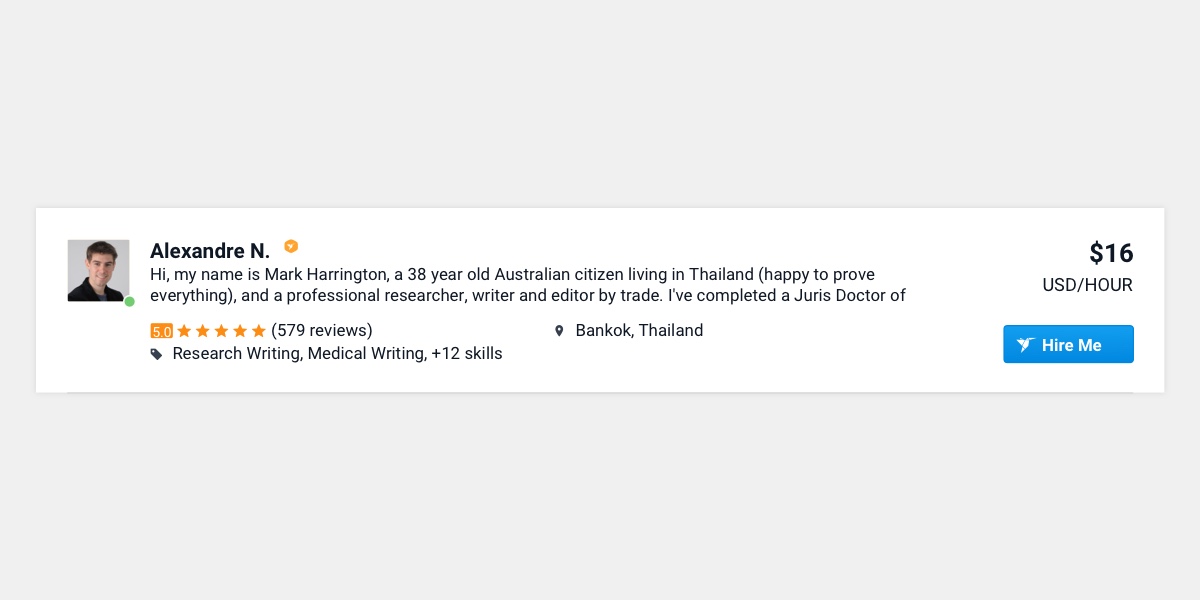 Alexandre N.
Hi, my name is Mark Harrington, a 38 year old Australian citizen living in Thailand (happy to prove
everything), and a professional researcher, writer and editor by trade. I've completed a Juris Doctor of
5.0 (579 reviews)
Bankok, Thailand
Research Writing, Medical Writing, +12 skills
$16
USD/HOUR
Hire Me